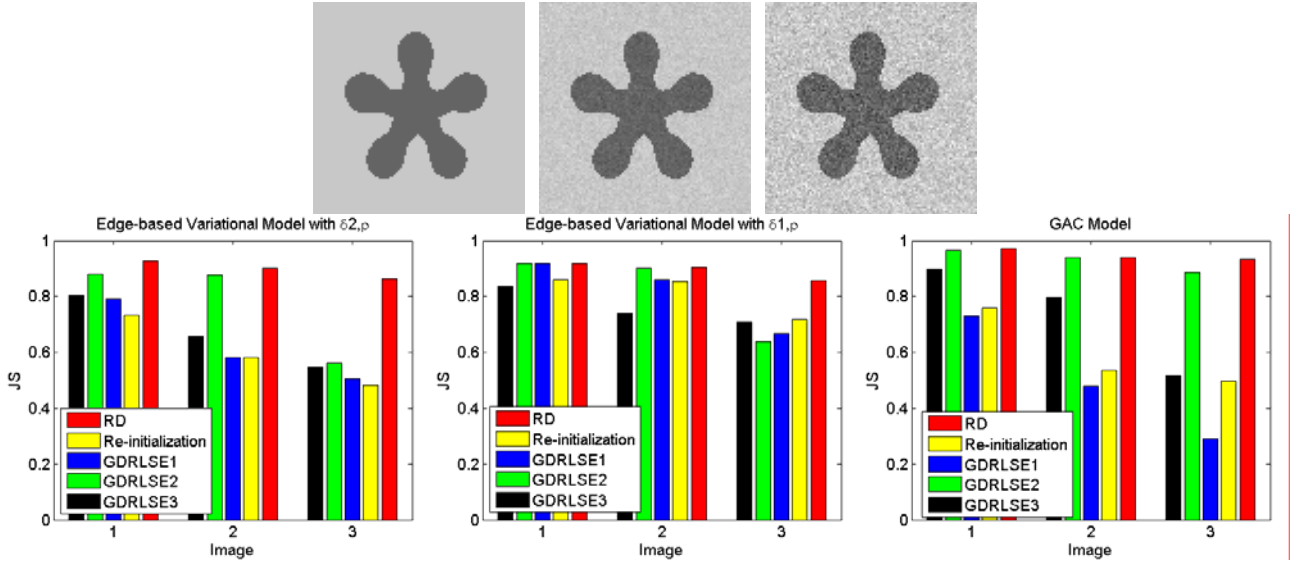 Edge-based Variational Model with δ2,p
JS
1
0.8
0.6
0.4
0.2
0
RD
Re-initialization
GDRLSE1
GDRLSE2
GDRLSE3
1 2 3
Image
Edge-based Variational Model with δ1,p
JS
1
0.8
0.6
0.4
0.2
0
RD
Re-initialization
GDRLSE1
GDRLSE2
GDRLSE3
1 2 3
Image
GAC Model
JS
1
0.8
0.6
0.4
0.2
0
RD
Re-initialization
GDRLSE1
GDRLSE2
GDRLSE3
1 2 3
Image